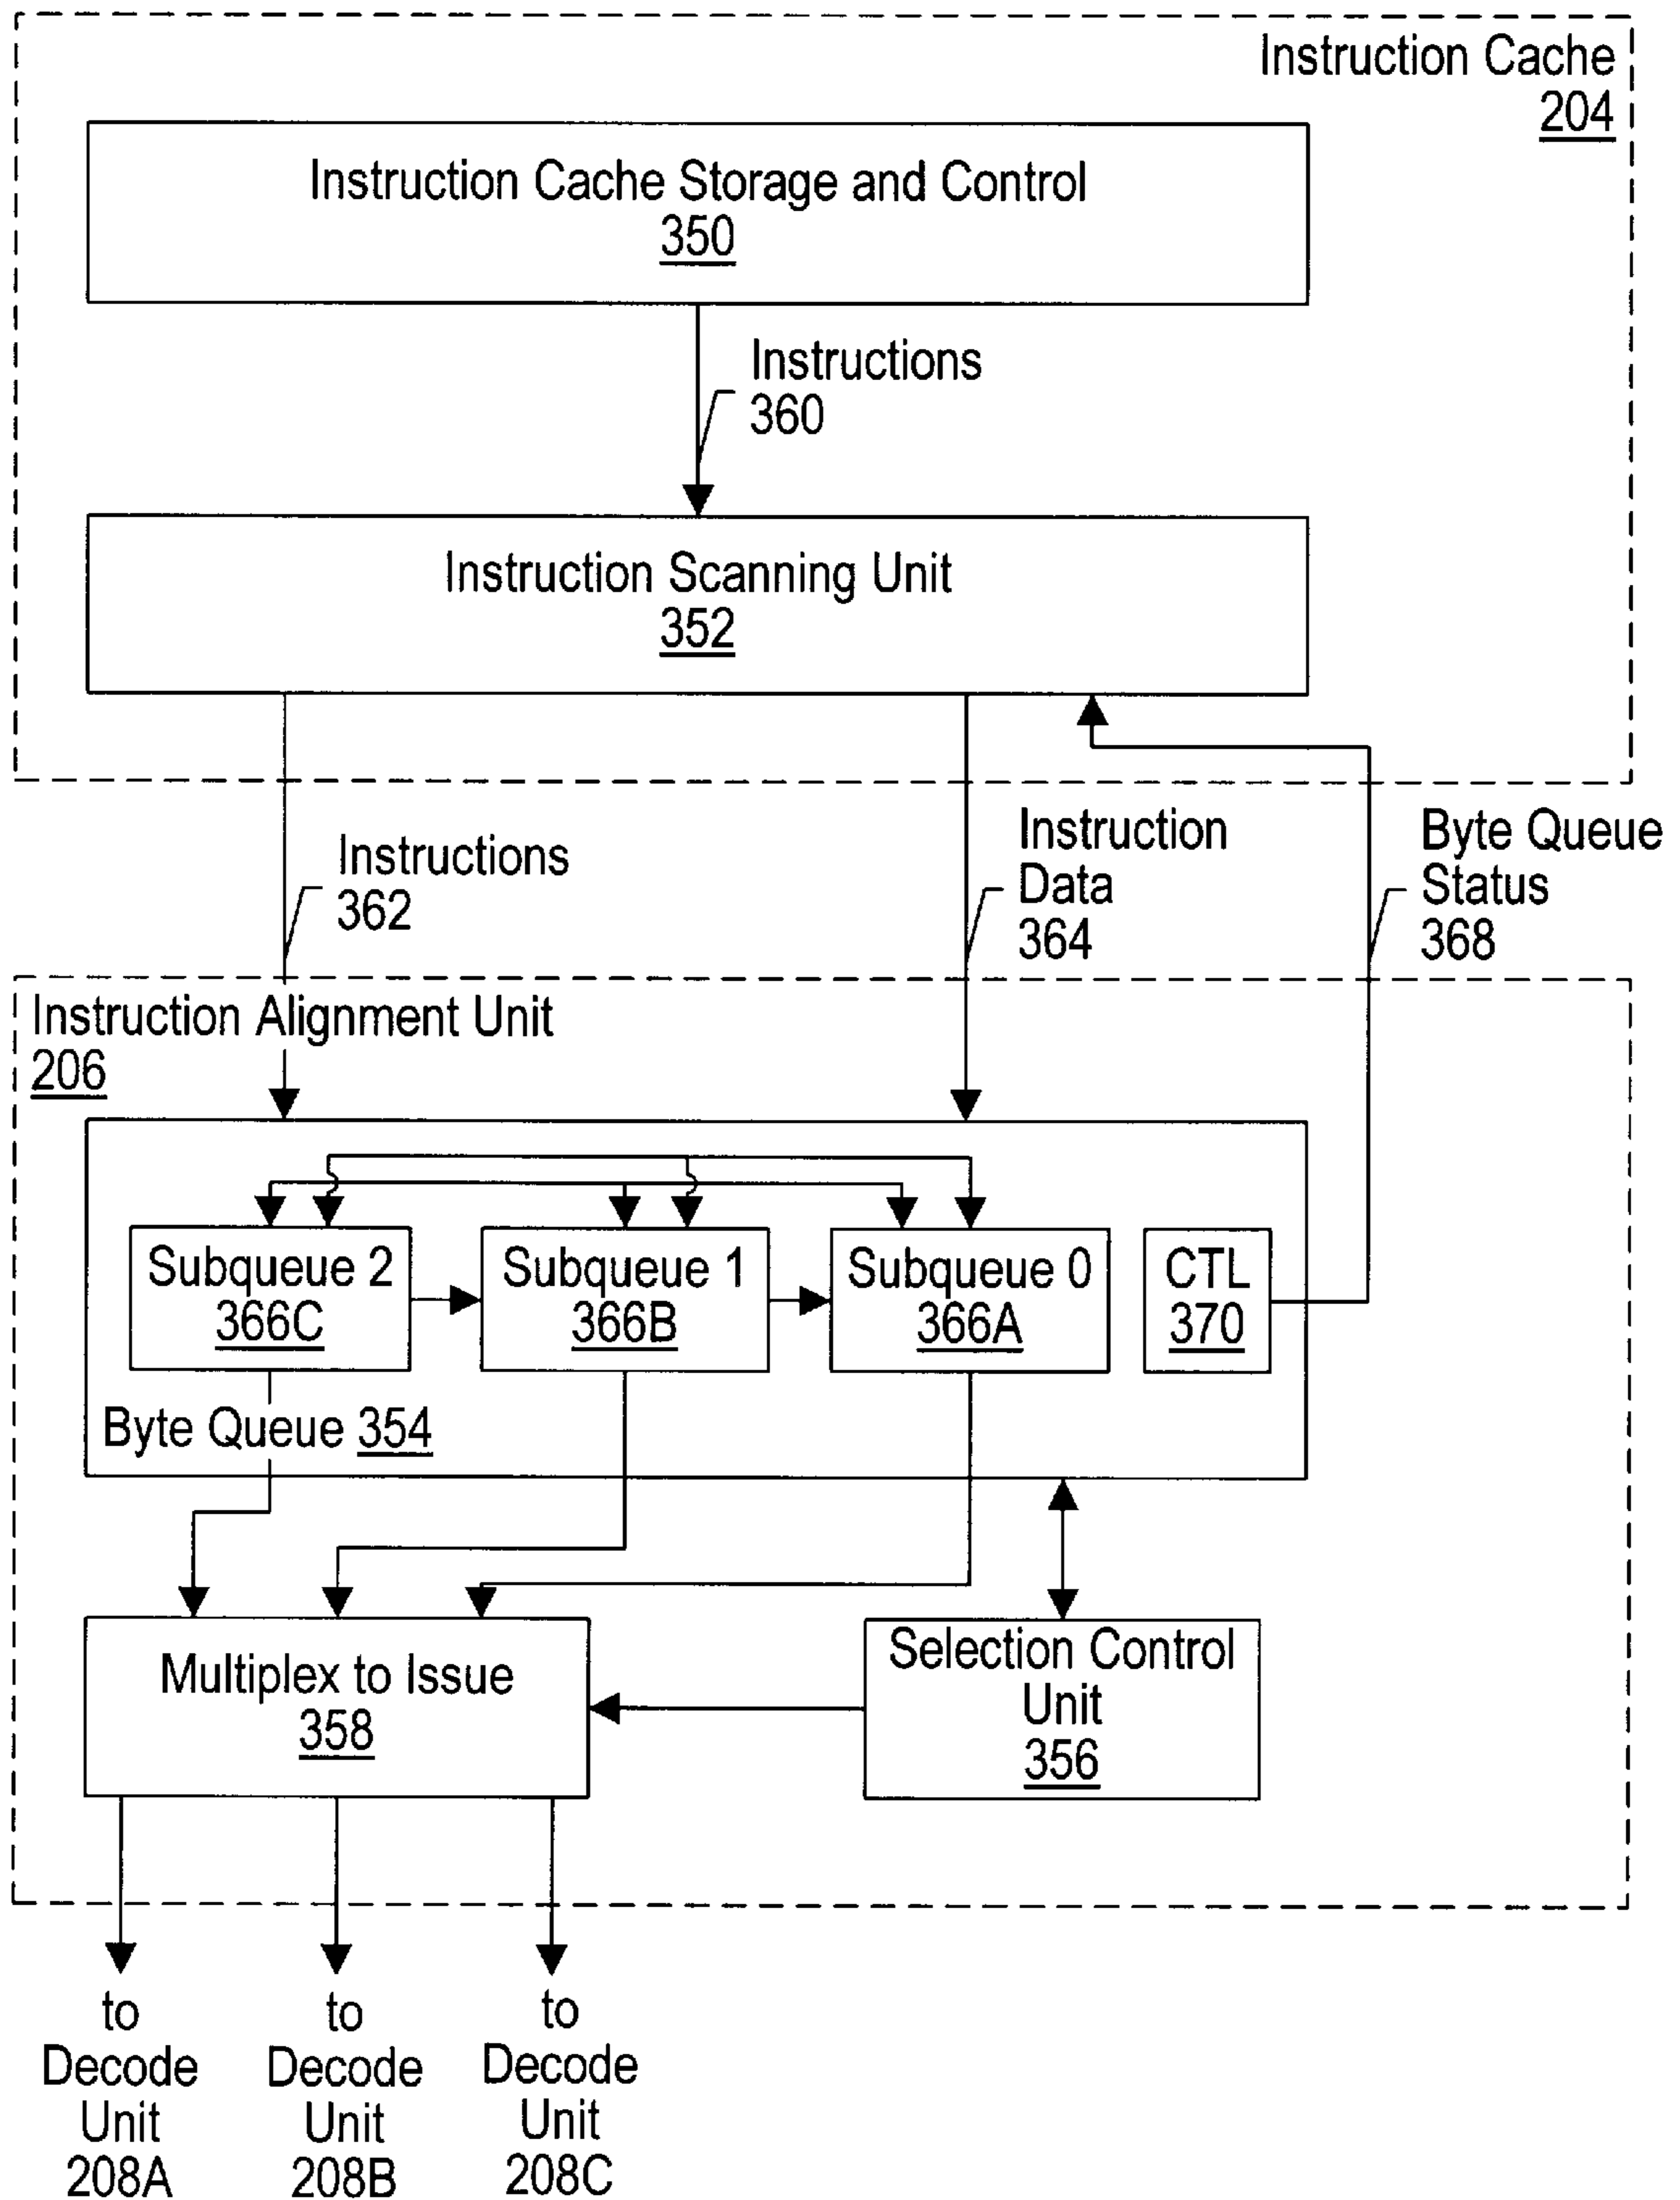 Instruction Cache
204
Instruction Cache Storage and Control
350
Instructions
360
Instruction Scanning Unit
352
Instructions
362
Instruction
Data
364
Byte Queue
Status
368
Instruction Alignment Unit
206
Subqueue 2
366C
Subqueue 1
366B
Subqueue 0
366A
CTL
370
Byte Queue 354
Multiplex to Issue
358
Selection Control
Unit
356
to
Decode
Unit
208A
to
Decode
Unit
208B
to
Decode
Unit
208C